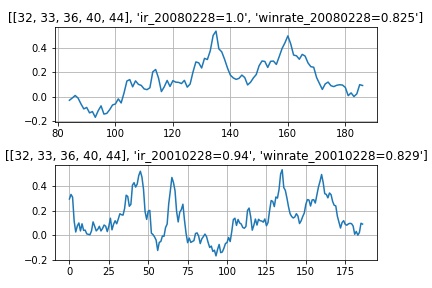 [[32, 33, 36, 40, 44], 'ir_20080228=1.0', 'winrate_20080228=0.825']
0.4
0.2
0.0
−0.2
80 100 120 140 160 180
[[32, 33, 36, 40, 44], 'ir_20010228=0.94', 'winrate_20010228=0.829']
0.4
0.2
0.0
−0.2
0 25 50 75 100 125 150 175